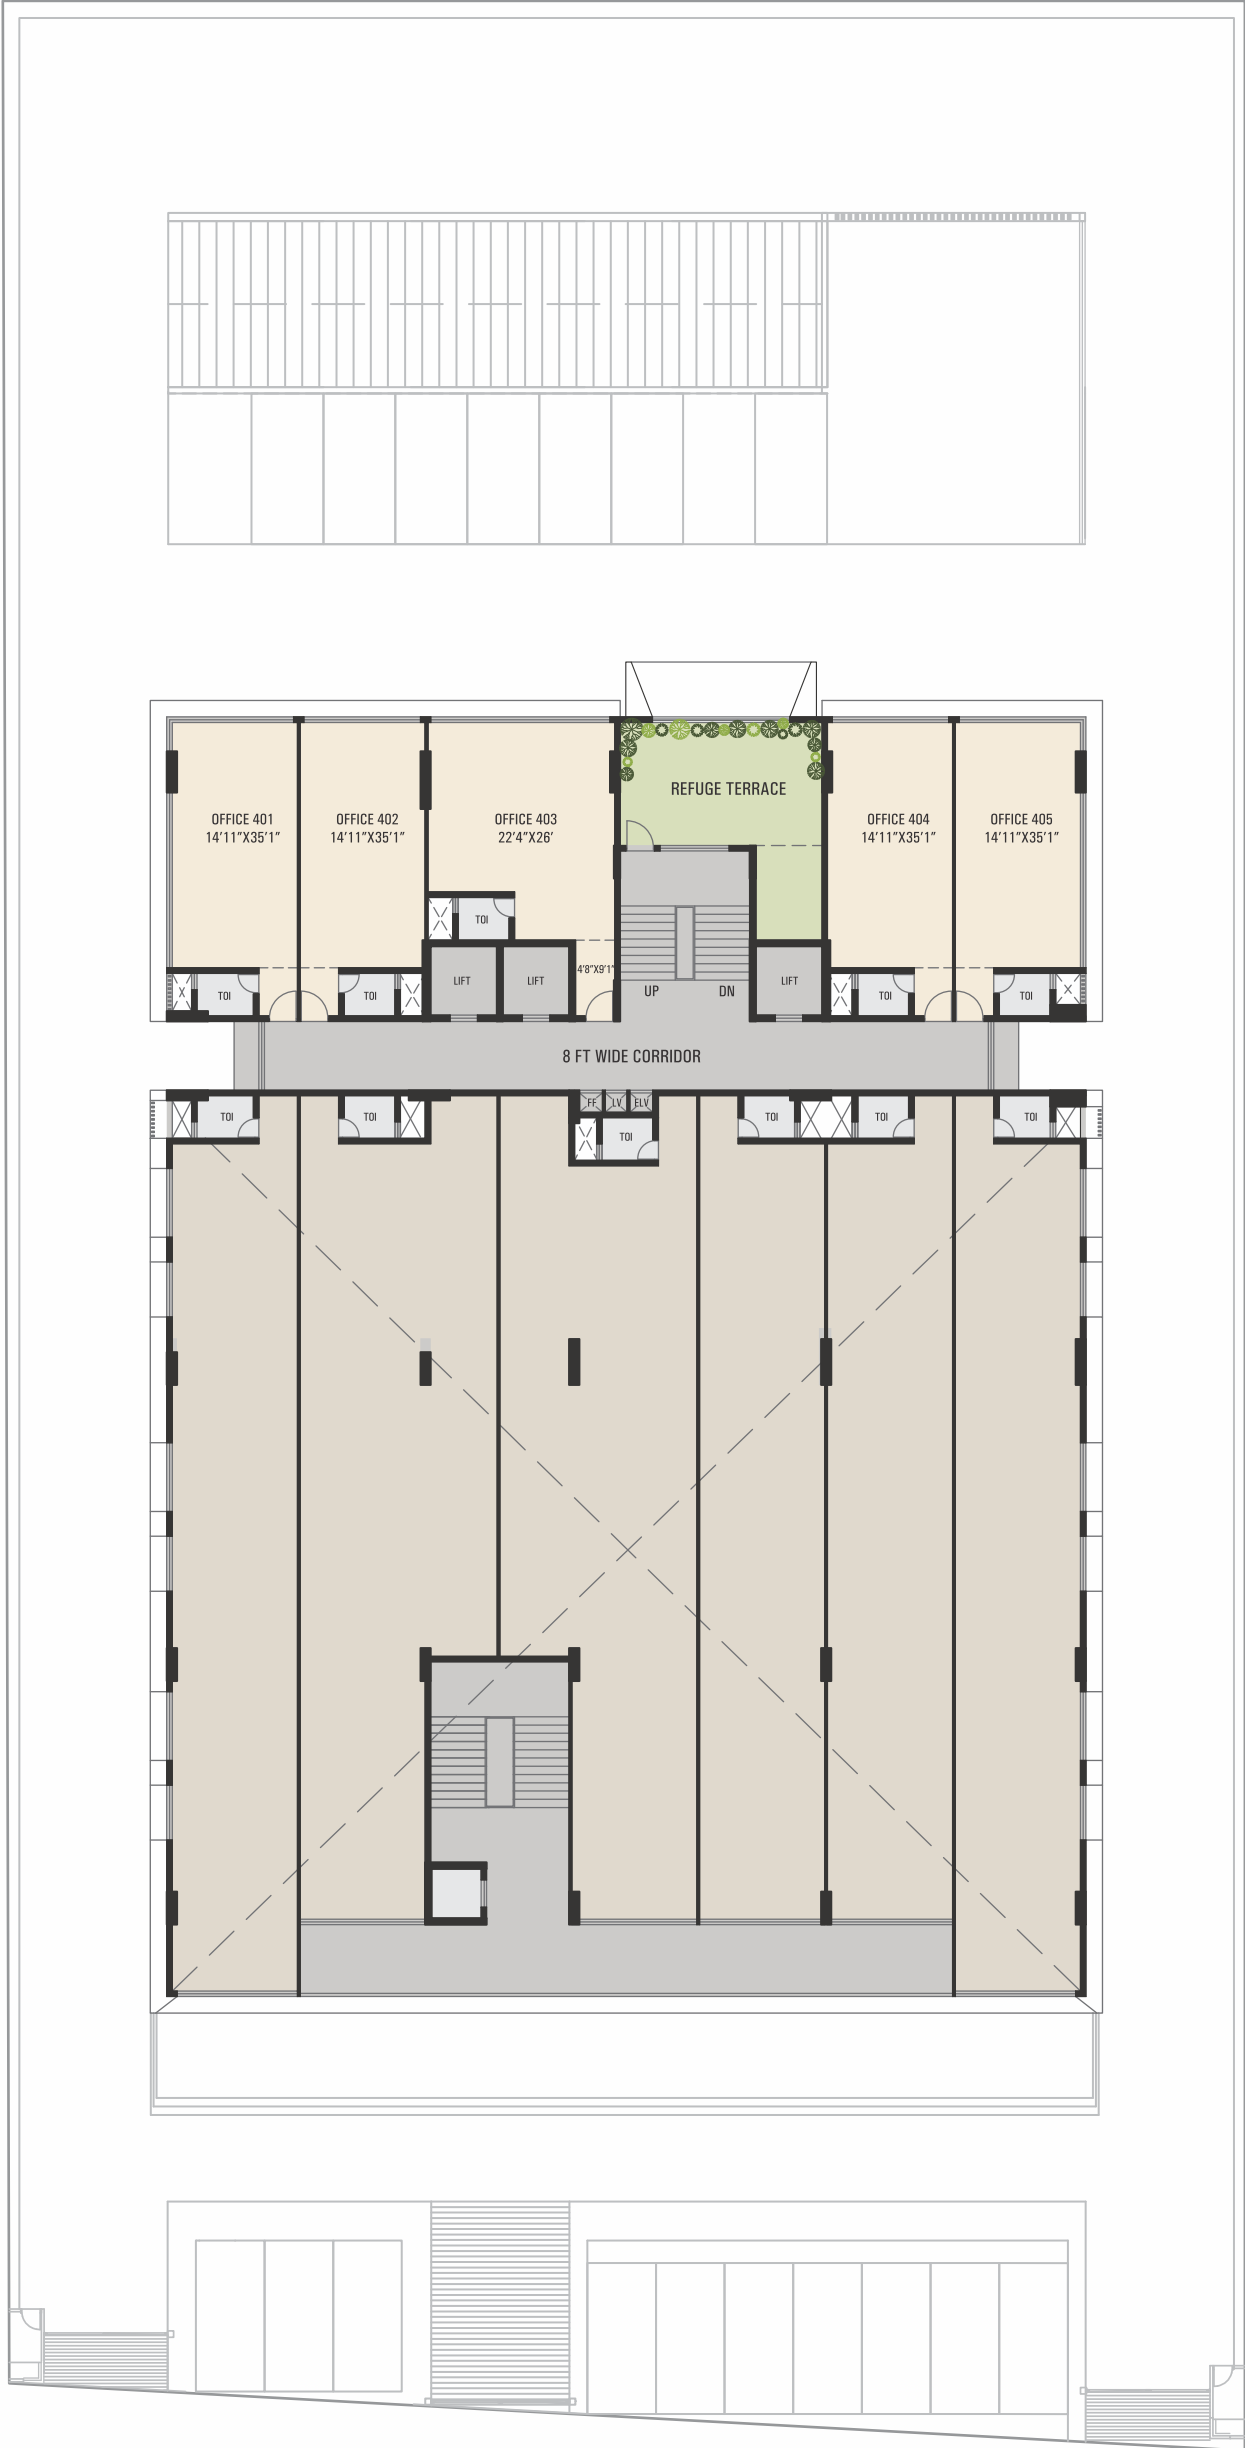 REFUGE TERRACE
OFFICE 401
14'11"X35'1"
OFFICE 402
14'11"X35'1"
OFFICE 403
22'4"X26'
OFFICE 404
14'11"X35'1"
OFFICE 405
14'11"X35'1"
TOI
LIFT
LIFT
4'8"X9'1"
LIFT
TOI
TOI
UP
DN
TOI
TOI
8 FT WIDE CORRIDOR
FF
LV
ELV
TOI
TOI
TOI
TOI
TOI
TOI